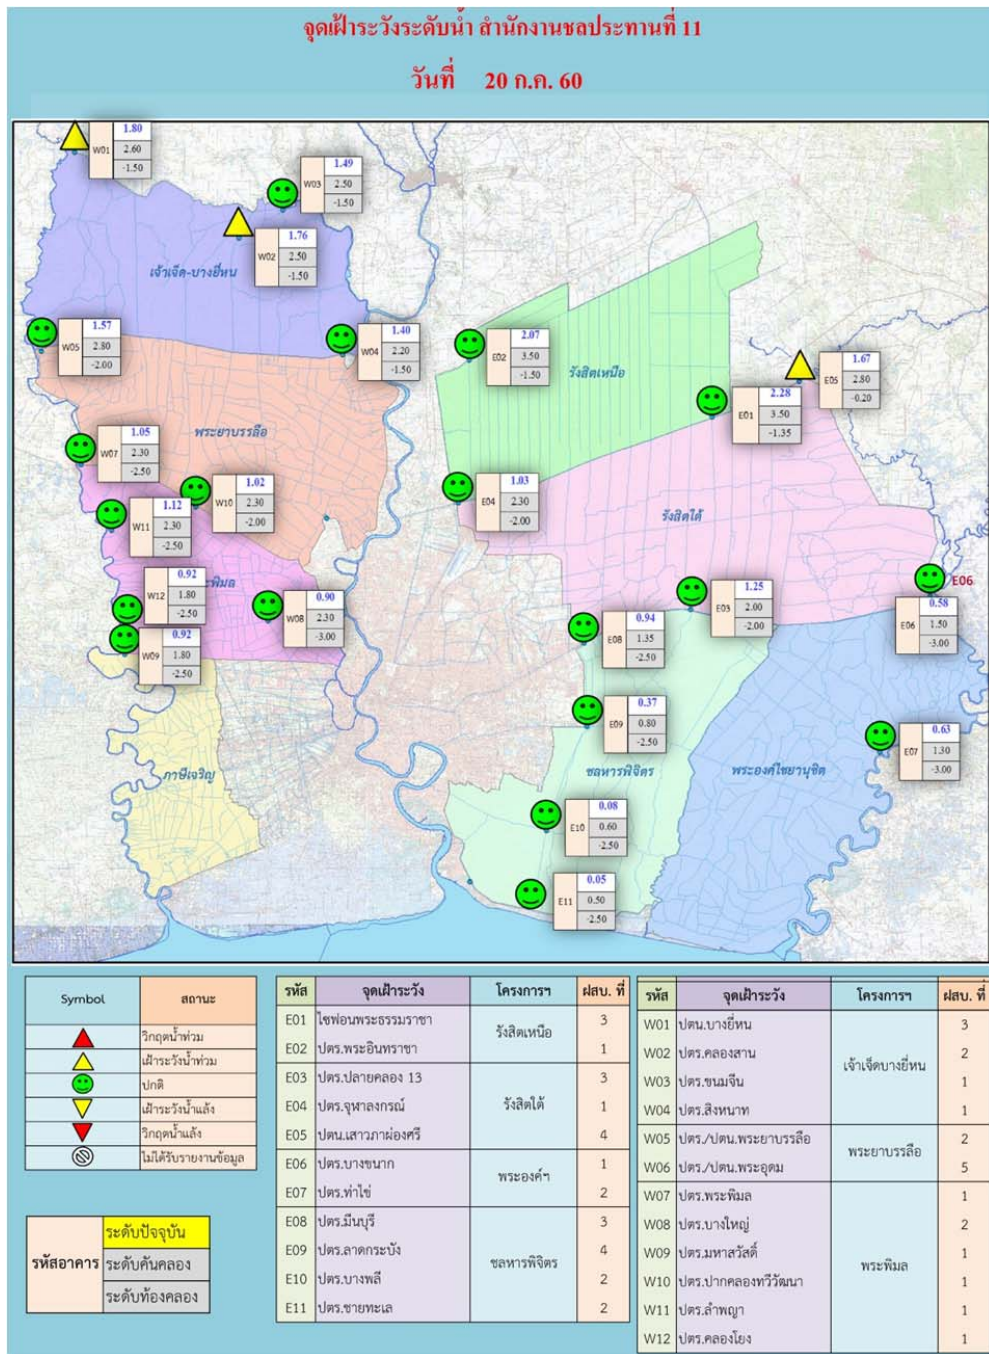 จุดเฝ้าระวังระดับน้ำ สำนักงานชลประทานที่ 11
วันที่ 20 ก.ค. 60
W01 1.80 2.60 -1.50
W03 1.49 2.50 -1.50
W02 1.76 2.50 -1.50
เจ้าเจ็ด-บางยี่หน
W05 1.57 2.80 -2.00
W04 1.40 2.20 -1.50
E02 2.07 3.50 -1.50
รังสิตเหนือ
E05 1.67 2.80 -0.20
E01 2.28 3.50 -1.35
พระยาบรรลือ
W07 1.05 2.30 -2.50
W10 1.02 2.30 -2.00
W11 1.12 2.30 -2.50
E04 1.03 2.30 -2.00
รังสิตใต้
W12 0.92 1.80 -2.50
ะพิมล
W08 0.90 2.30 -3.00
W09 0.92 1.80 -2.50
E03 1.25 2.00 -2.00
E06
E06 0.58 1.50 -3.00
E08 0.94 1.35 -2.50
E09 0.37 0.80 -2.50
E07 0.63 1.30 -3.00
ภาษีเจริญ
ชลหารพิจิตร
พระองค์ไชยานุชิต
E10 0.08 0.60 -2.50
E11 0.05 0.50 -2.50
Symbol สถานะ
วิกฤตน้ำท่วม
เฝ้าระวังน้ำท่วม
ปกติ
เฝ้าระวังน้ำแล้ง
วิกฤตน้ำแล้ง
ไม่ได้รับรายงานข้อมูล
รหัสอาคาร
ระดับปัจจุบัน
ระดับคันคลอง
ระดับท้องคลอง
รหัส จุดเฝ้าระวัง โครงการฯ ฝสบ. ที่
E01 ไซฟอนพระธรรมราชา รังสิตเหนือ 3
E02 ปตร.พระอินทราชา 1
E03 ปตร.ปลายคลอง 13 รังสิตใต้ 3
E04 ปตร.จุฬาลงกรณ์ 1
E05 ปตน.เสาวภาผ่องศรี 4
E06 ปตร.บางขนาก พระองค์ฯ 1
E07 ปตร.ท่าไข่ 2
E08 ปตร.มีนบุรี ชลหารพิจิตร 3
E09 ปตร.ลาดกระบัง 4
E10 ปตร.บางพลี 2
E11 ปตร.ชายทะเล 2
รหัส จุดเฝ้าระวัง โครงการฯ ฝสบ. ที่
W01 ปตน.บางยี่หน เจ้าเจ็ดบางยี่หน 3
W02 ปตร.คลองสาน 2
W03 ปตร.ขนมจีน 1
W04 ปตร.สิงหนาท 1
W05 ปตร./ปตน.พระยาบรรลือ พระยาบรรลือ 2
W06 ปตร./ปตน.พระอุดม 5
W07 ปตร.พระพิมล พระพิมล 1
W08 ปตร.บางใหญ่ 2
W09 ปตร.มหาสวัสดิ์ 1
W10 ปตร.ปากคลองทวีวัฒนา 1
W11 ปตร.ลำพญา 1
W12 ปตร.คลองโยง 1